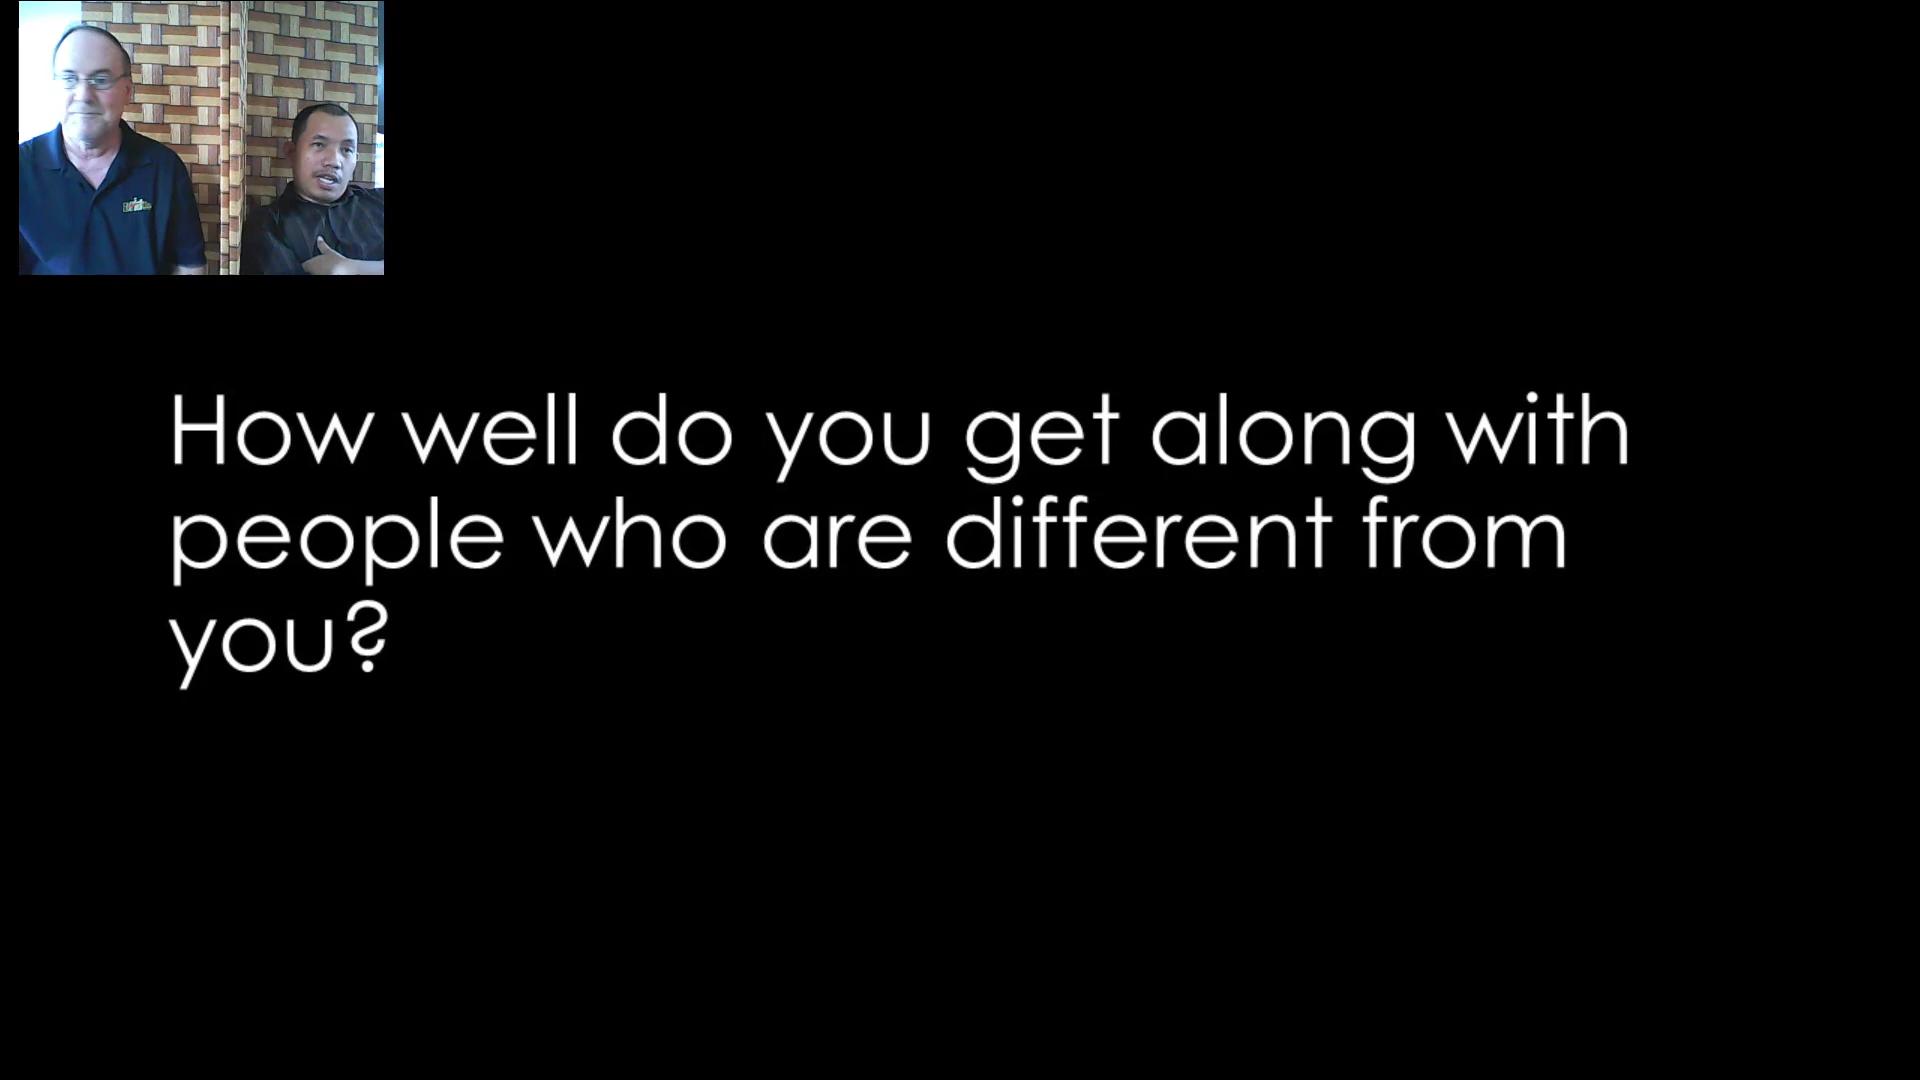 How well do you get along with
people who are different from
you?